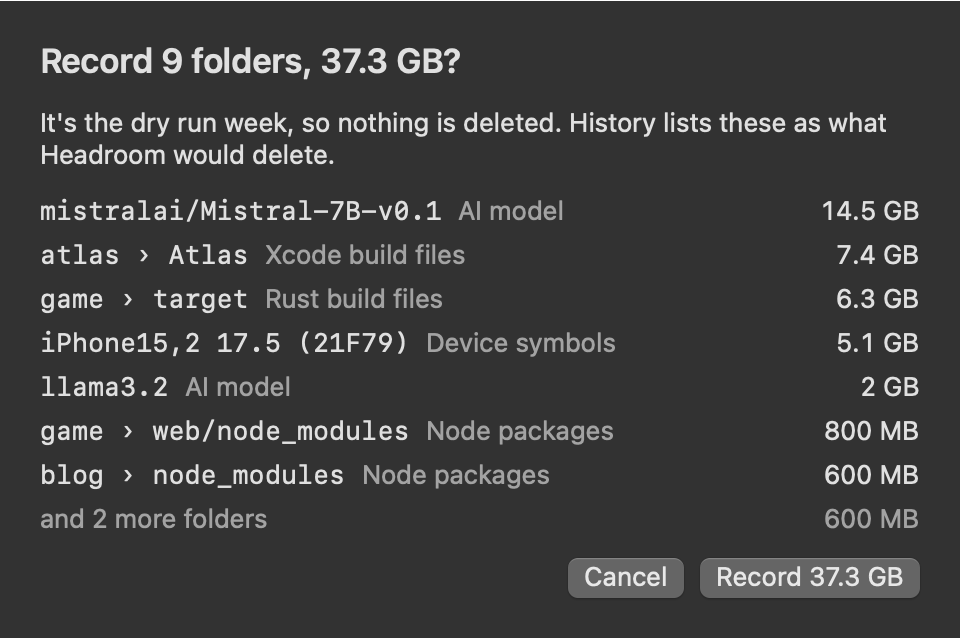 Record 9 folders, 37.3 GB?
It's the dry run week, so nothing is deleted. History lists these as what
Headroom would delete.
mistralai/Mistral-7B-v0.1 AI model 14.5 GB
atlas › Atlas Xcode build files 7.4 GB
game › target Rust build files 6.3 GB
iPhone15,2 17.5 (21F79) Device symbols 5.1 GB
llama3.2 AI model 2 GB
game › web/node_modules Node packages 800 MB
blog › node_modules Node packages 600 MB
and 2 more folders 600 MB
Cancel Record 37.3 GB